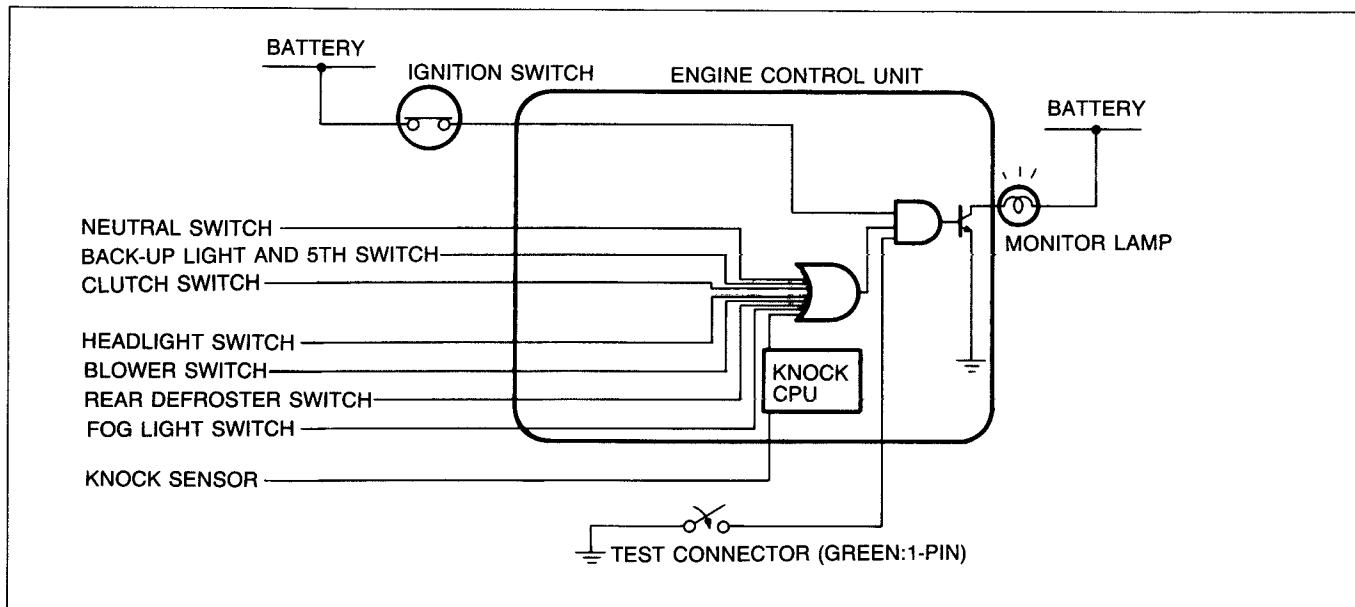 BATTERY
IGNITION SWITCH
ENGINE CONTROL UNIT
BATTERY
MONITOR LAMP
NEUTRAL SWITCH
BACK-UP LIGHT AND 5TH SWITCH
CLUTCH SWITCH
HEADLIGHT SWITCH
BLOWER SWITCH
REAR DEFROSTER SWITCH
FOG LIGHT SWITCH
KNOCK
CPU
KNOCK SENSOR
TEST CONNECTOR (GREEN:1-PIN)